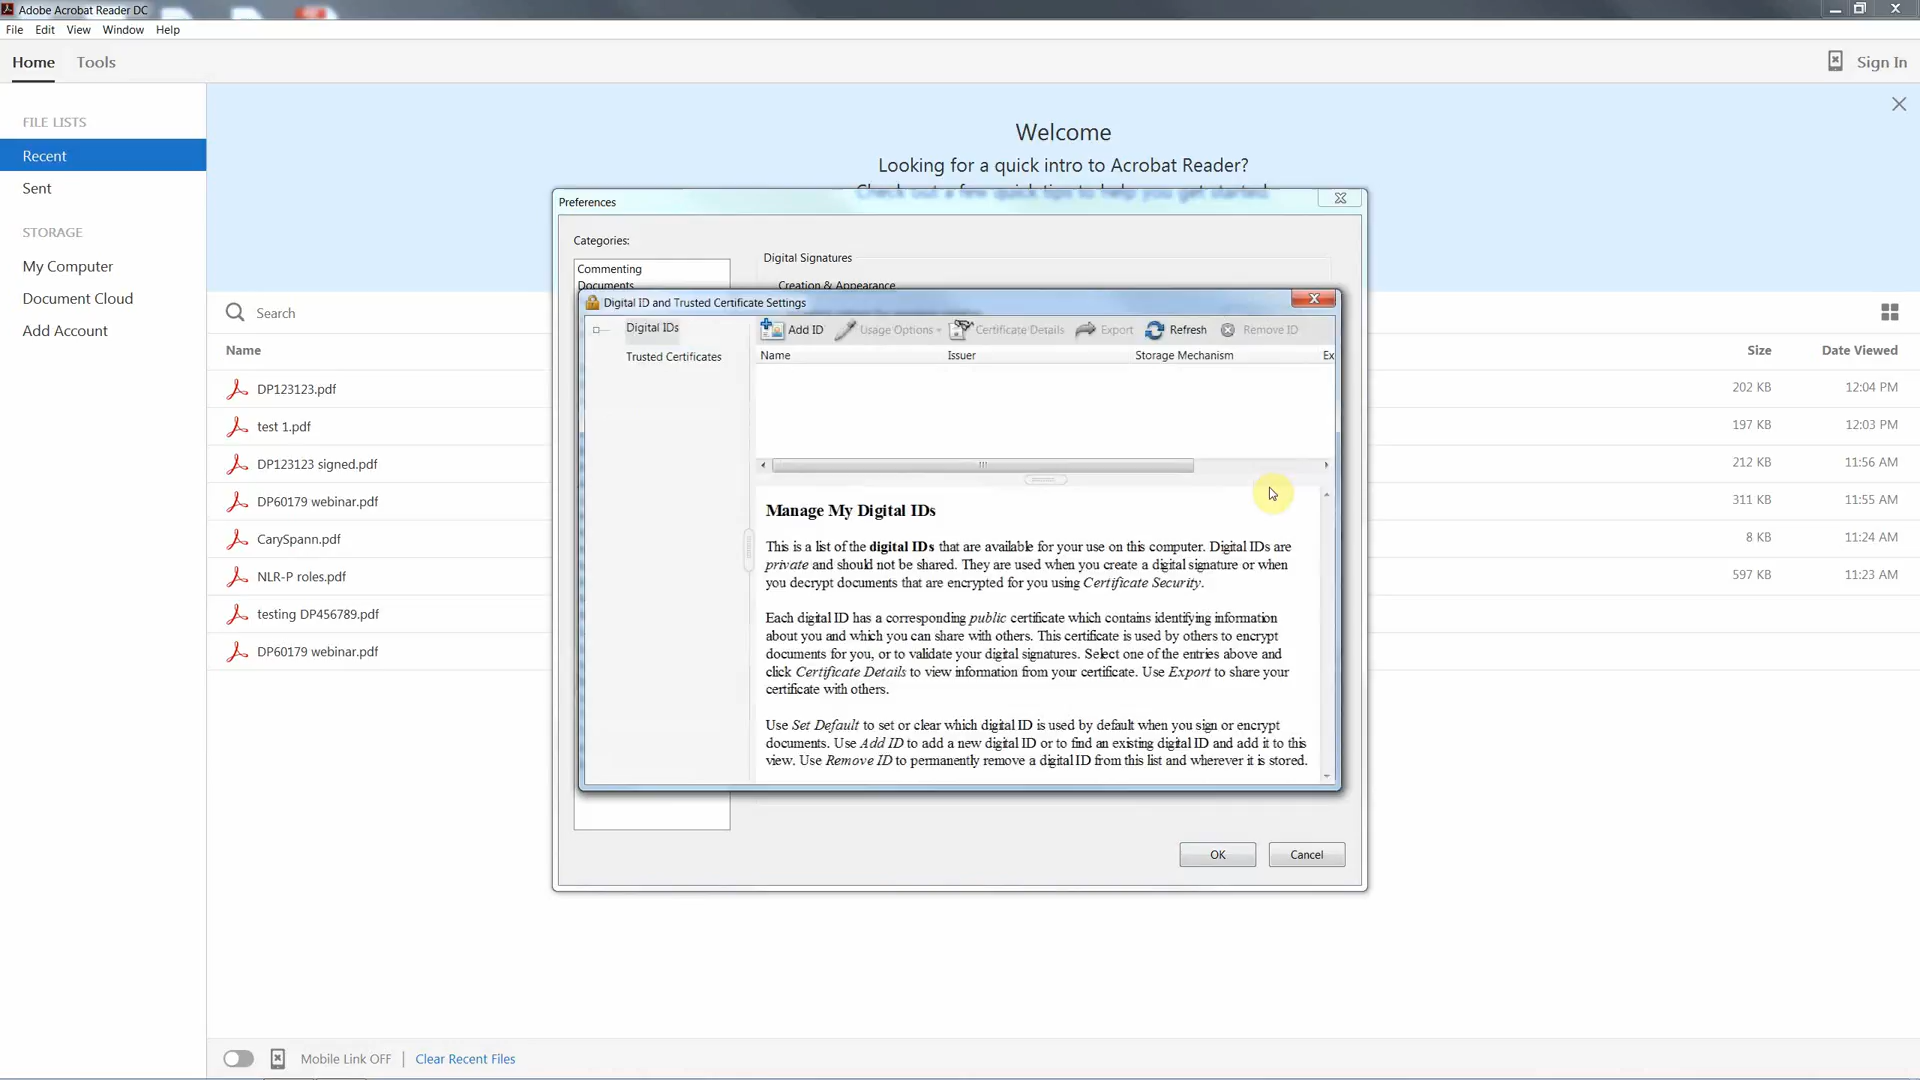 Adobe Acrobat Reader DC
File Edit View Window Help
Home Tools Sign In
FILE LISTS
Recent
Sent
STORAGE
My Computer
Document Cloud
Add Account
Welcome
Looking for a quick intro to Acrobat Reader?
Check out a few quick tips to help you get started.
Search
Name Size Date Viewed
DP123123.pdf 202 KB 12:04 PM
test 1.pdf 197 KB 12:03 PM
DP123123 signed.pdf 212 KB 11:56 AM
DP60179 webinar.pdf 311 KB 11:55 AM
CarySpann.pdf 8 KB 11:24 AM
NLR-P roles.pdf 597 KB 11:23 AM
testing DP456789.pdf
DP60179 webinar.pdf
Preferences
Categories:
Commenting
Documents
Digital Signatures
Creation & Appearance
Digital ID and Trusted Certificate Settings
Digital IDs
Trusted Certificates
Add ID Usage Options Certificate Details Export Refresh Remove ID
Name Issuer Storage Mechanism Ex
Manage My Digital IDs
This is a list of the digital IDs that are available for your use on this computer. Digital IDs are
private and should not be shared. They are used when you create a digital signature or when
you decrypt documents that are encrypted for you using Certificate Security.
Each digital ID has a corresponding public certificate which contains identifying information
about you and which you can share with others. This certificate is used by others to encrypt
documents for you, or to validate your digital signatures. Select one of the entries above and
click Certificate Details to view information from your certificate. Use Export to share your
certificate with others.
Use Set Default to set or clear which digital ID is used by default when you sign or encrypt
documents. Use Add ID to add a new digital ID or to find an existing digital ID and add it to this
view. Use Remove ID to permanently remove a digital ID from this list and wherever it is stored.
OK Cancel
Mobile Link OFF | Clear Recent Files